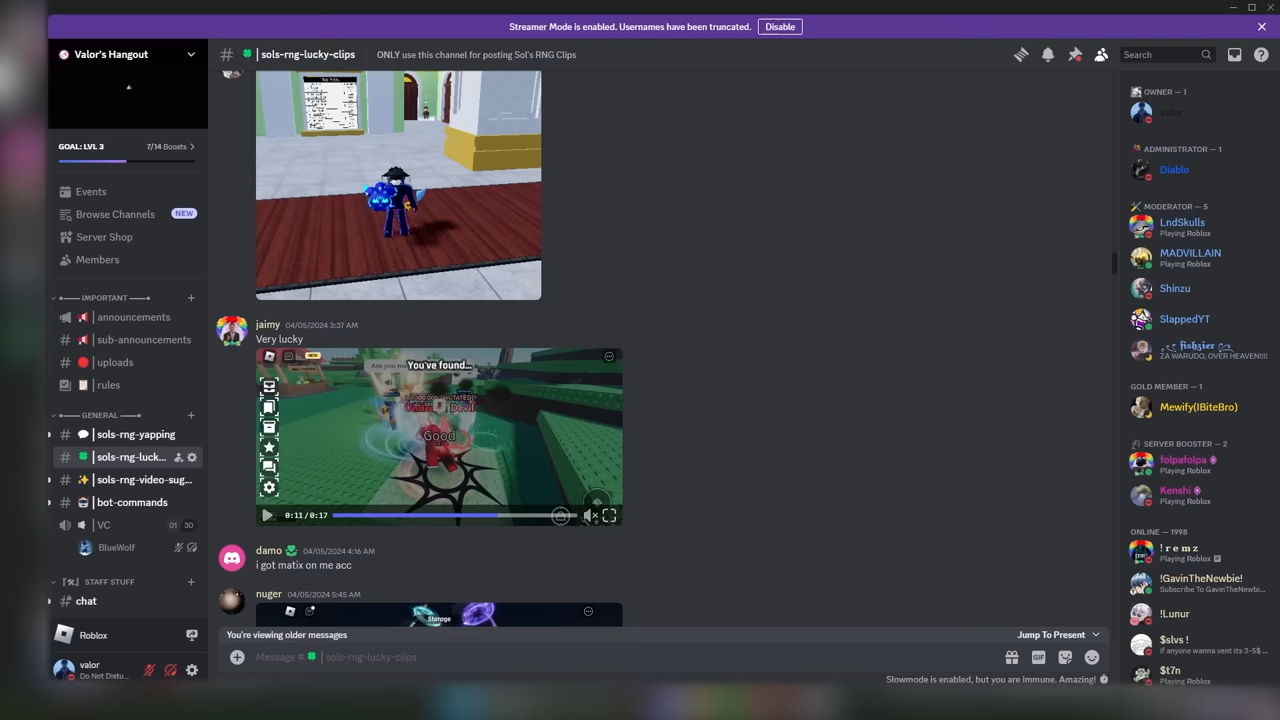 Streamer Mode is enabled. Usernames have been truncated. Disable
Valor's Hangout
GOAL: LVL 3 7/14 Boosts
Events
Browse Channels NEW
Server Shop
Members
IMPORTANT
announcements
sub-announcements
uploads
rules
GENERAL
sols-rng-yapping
sols-rng-luck...
sols-rng-video-sug...
bot-commands
VC 01 30
BlueWolf
STAFF STUFF
chat
Roblox
valor
Do Not Distu...
# | sols-rng-lucky-clips ONLY use this channel for posting Sol's RNG Clips
Search
jaimy 04/05/2024 3:37 AM
Very lucky
BETA
You've found...
Devil
Good
0:11/0:17
damo 04/05/2024 4:16 AM
i got matix on me acc
nuger 04/05/2024 5:45 AM
Storage
You're viewing older messages Jump To Present
Message # | sols-rng-lucky-clips
GIF
Slowmode is enabled, but you are immune. Amazing!
OWNER — 1
valor
ADMINISTRATOR — 1
Diablo
MODERATOR — 5
LndSkulls
Playing Roblox
MADVILLAIN
Playing Roblox
Shinzu
SlappedYT
fishzier
ZA WARUDO, OVER HEAVEN!!!!
GOLD MEMBER — 1
Mewify(IBiteBro)
SERVER BOOSTER — 2
folpafolpa
Playing Roblox
Kenshi
Playing Roblox
ONLINE — 1998
! r e m z
Playing Roblox
!GavinTheNewbie!
Subscribe To GavinTheNewbi...
!Lunur
$slvs !
if anyone wanna vent its 3-5$ ...
$t7n
Playing Roblox